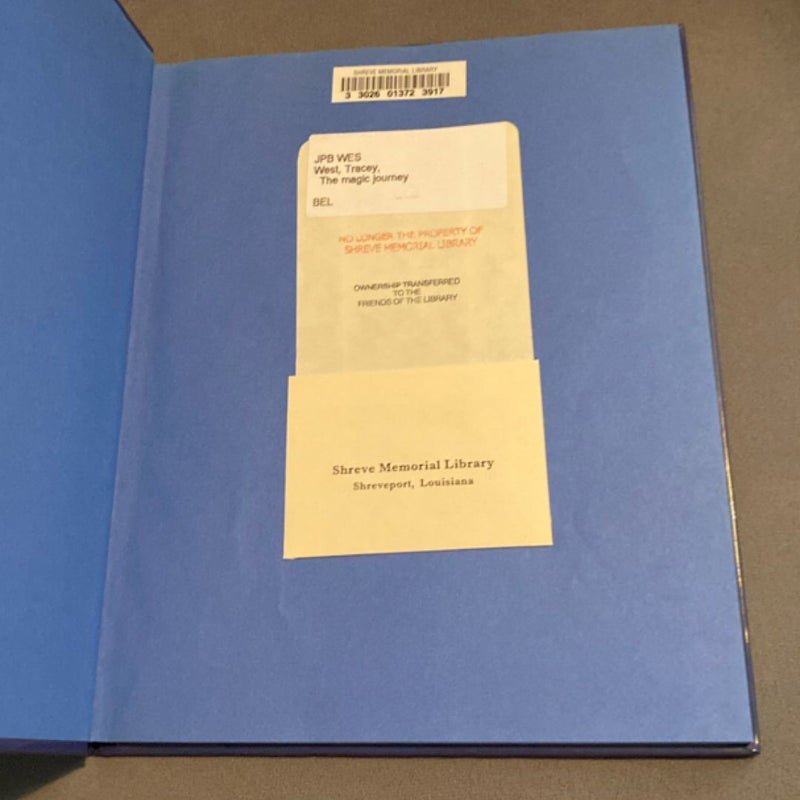 SHREVE MEMORIAL LIBRARY
3 3026 01372 3917
JPB WES
West, Tracey,
The magic journey
BEL
NO LONGER THE PROPERTY OF
SHREVE MEMORIAL LIBRARY
OWNERSHIP TRANSFERRED
TO THE
FRIENDS OF THE LIBRARY
Shreve Memorial Library
Shreveport, Louisiana